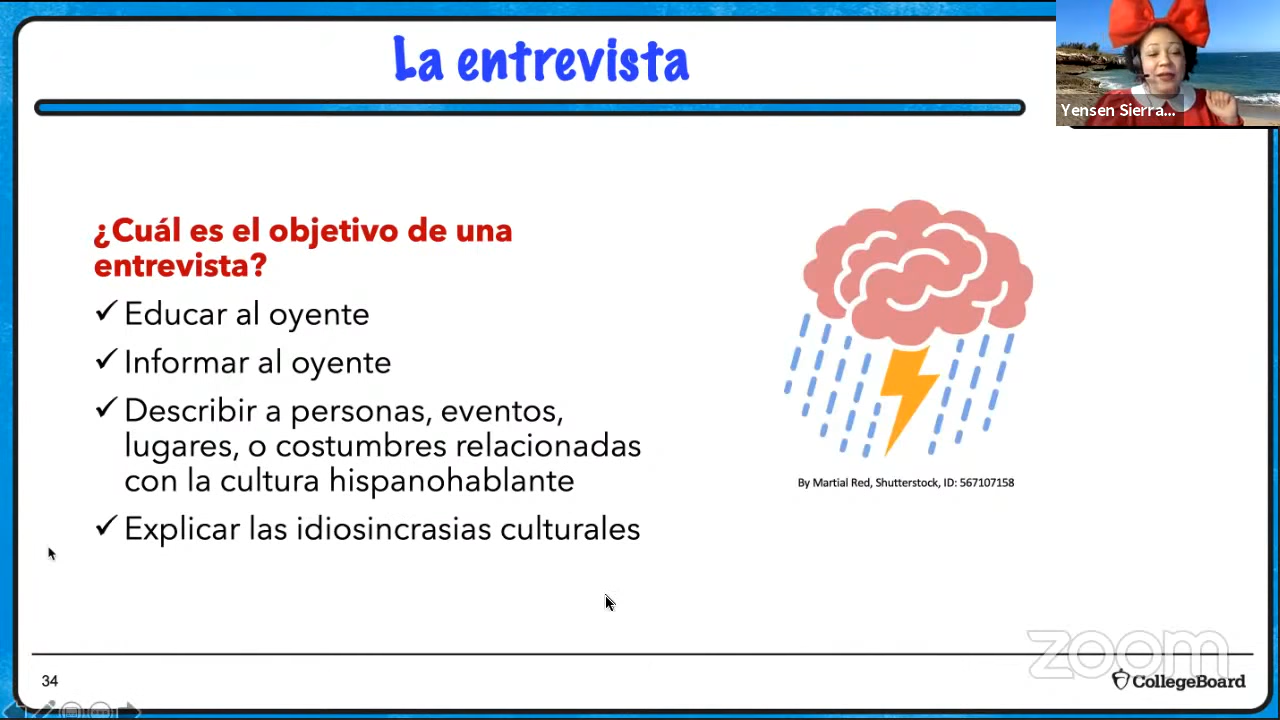 La entrevista
Yensen Sierra...
¿Cuál es el objetivo de una
entrevista?
✓ Educar al oyente
✓ Informar al oyente
✓ Describir a personas, eventos,
lugares, o costumbres relacionadas
con la cultura hispanohablante
✓ Explicar las idiosincrasias culturales
By Martial Red, Shutterstock, ID: 567107158
zoom
34
CollegeBoard